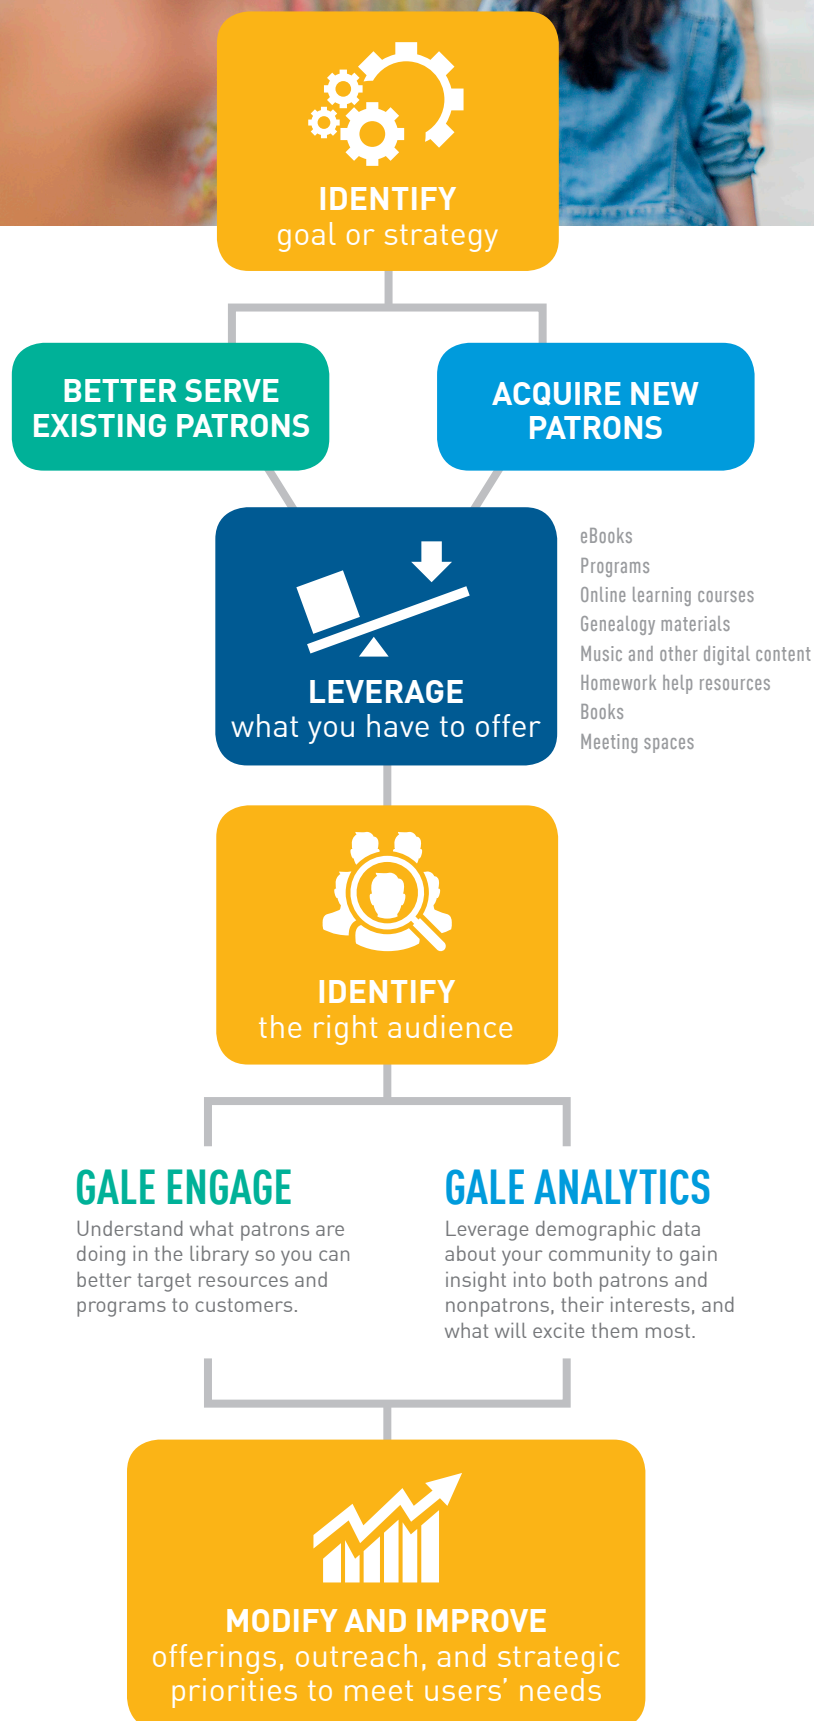 IDENTIFY
goal or strategy
BETTER SERVE
EXISTING PATRONS
ACQUIRE NEW
PATRONS
LEVERAGE
what you have to offer
eBooks
Programs
Online learning courses
Genealogy materials
Music and other digital content
Homework help resources
Books
Meeting spaces
IDENTIFY
the right audience
GALE ENGAGE
Understand what patrons are
doing in the library so you can
better target resources and
programs to customers.
GALE ANALYTICS
Leverage demographic data
about your community to gain
insight into both patrons and
nonpatrons, their interests, and
what will excite them most.
MODIFY AND IMPROVE
offerings, outreach, and strategic
priorities to meet users’ needs